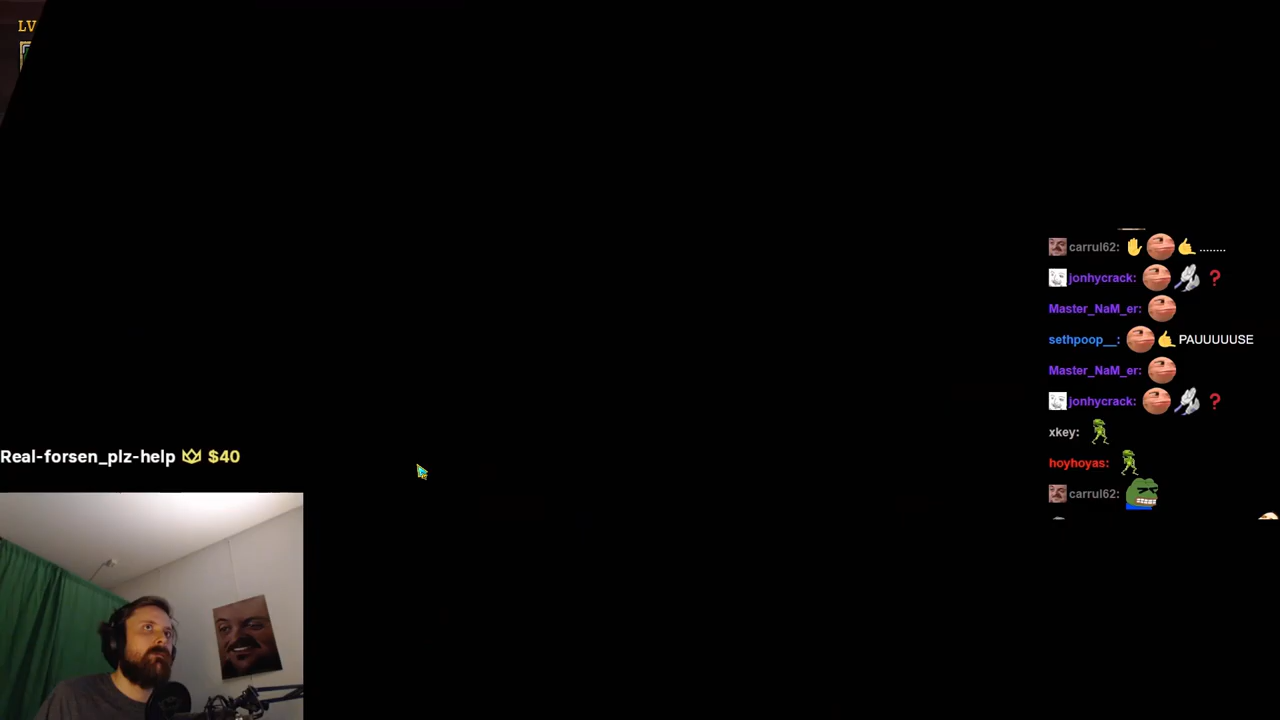 LV
carrul62: ........
jonhycrack: ?
Master_NaM_er:
sethpoop__: PAUUUUUSE
Master_NaM_er:
jonhycrack: ?
xkey:
Real-forsen_plz-help $40
hoyhoyas:
carrul62: